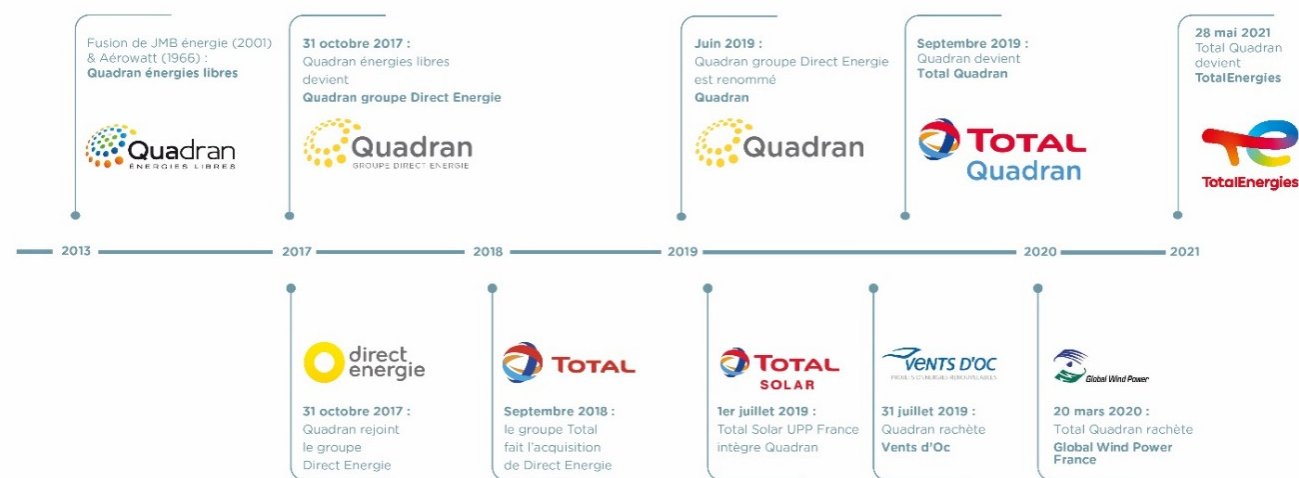 Fusion de JMB énergie (2001)
& Aérowatt (1966) :
Quadran énergies libres
Quadran
ÉNERGIES LIBRES
31 octobre 2017 :
Quadran énergies libres
devient
Quadran groupe Direct Energie
Quadran
GROUPE DIRECT ENERGIE
Juin 2019 :
Quadran groupe Direct Energie
est renommé
Quadran
Quadran
Septembre 2019 :
Quadran devient
Total Quadran
TOTAL
Quadran
28 mai 2021
Total Quadran
devient
TotalEnergies
TotalEnergies
2013
2017
2018
2019
2020
2021
direct
energie
31 octobre 2017 :
Quadran rejoint
le groupe
Direct Energie
TOTAL
Septembre 2018 :
le groupe Total
fait l'acquisition
de Direct Energie
TOTAL
SOLAR
1er juillet 2019 :
Total Solar UPP France
intègre Quadran
VENTS D'OC
31 juillet 2019 :
Quadran rachète
Vents d'Oc
Global Wind Power
20 mars 2020 :
Total Quadran rachète
Global Wind Power
France